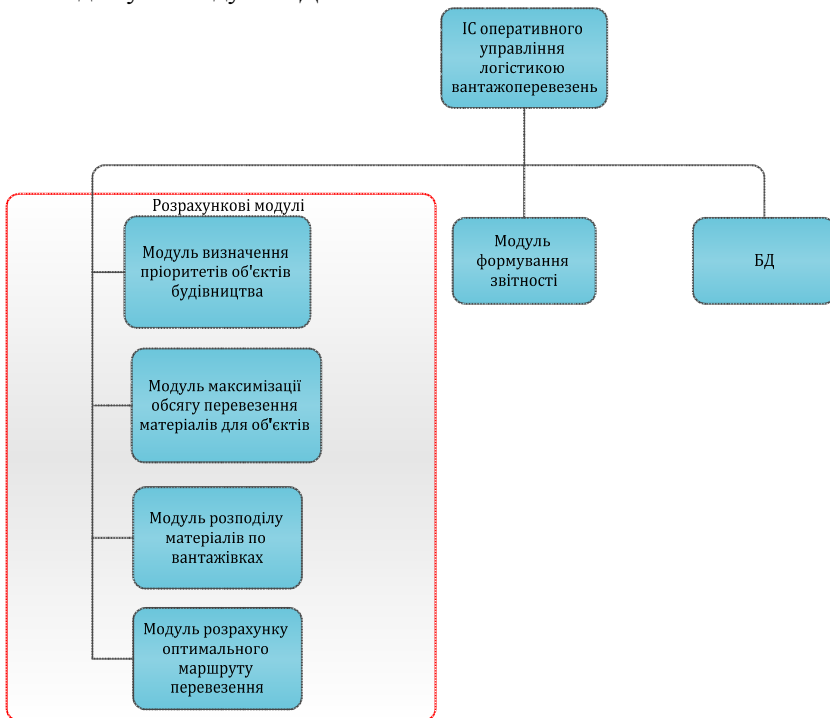 ІС оперативного
управління
логістикою
вантажоперевезень
Розрахункові модулі
Модуль визначення
пріоритетів об'єктів
будівництва
Модуль
формування
звітності
БД
Модуль максимізації
обсягу перевезення
матеріалів для об'єктів
Модуль розподілу
матеріалів по
вантажівках
Модуль розрахунку
оптимального
маршруту
перевезення